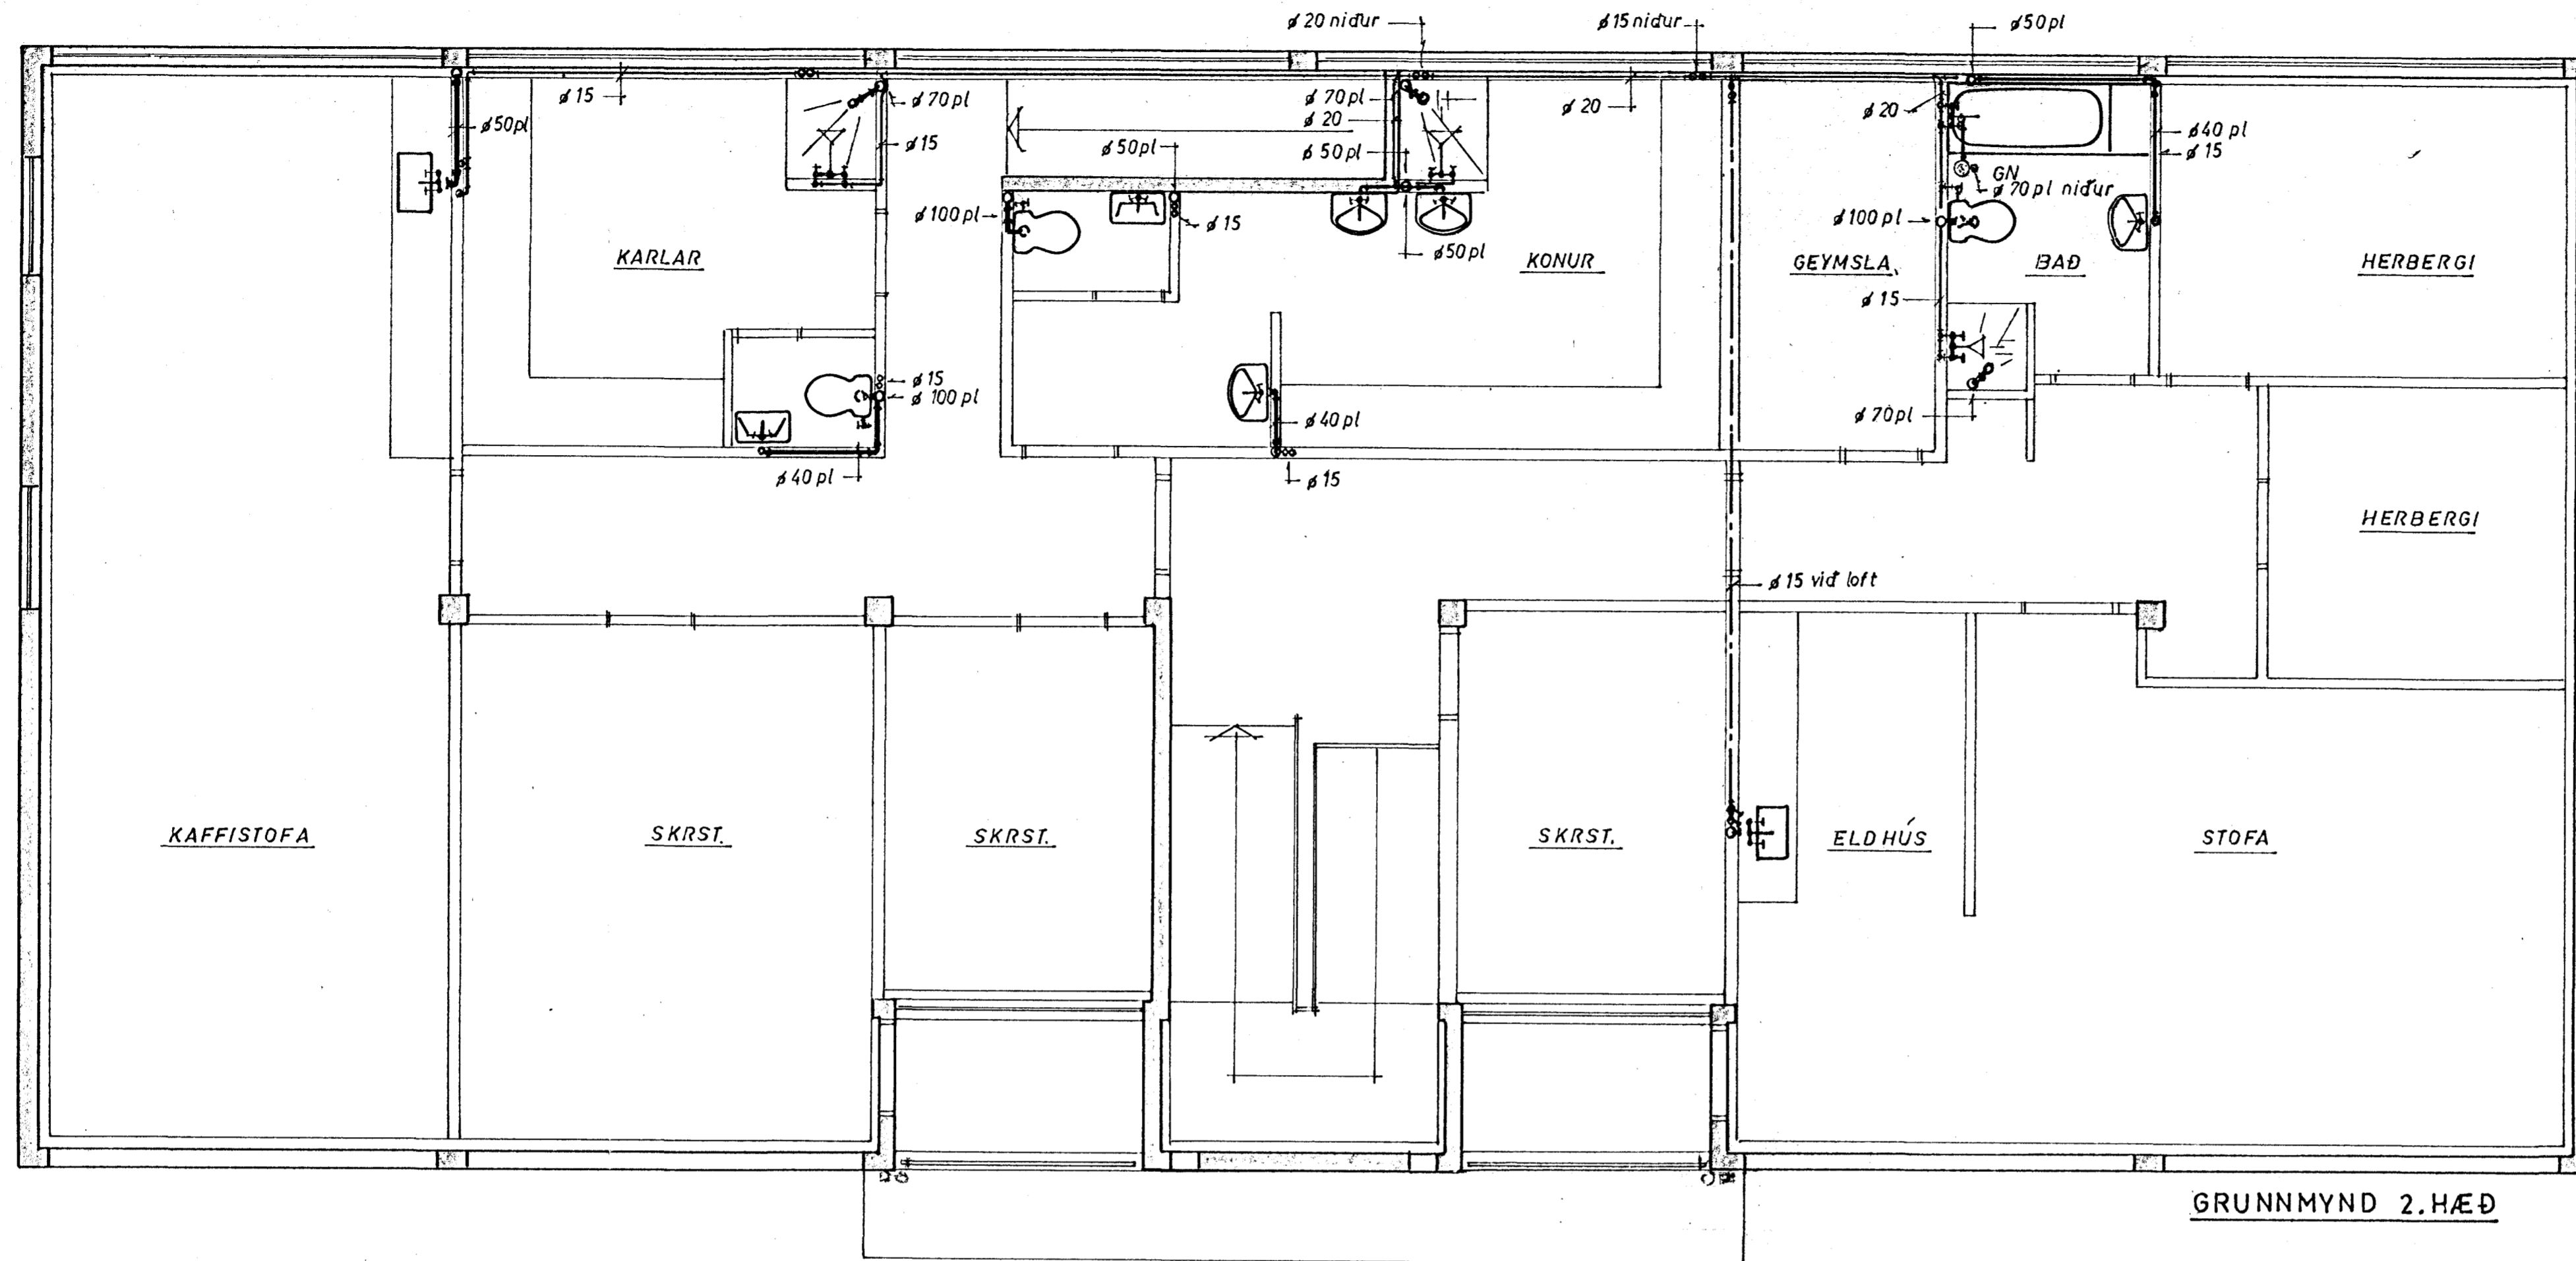 ø 20 niður
ø 15 niður
ø 50 pl
ø 15
ø 70 pl
ø 70 pl
ø 20
ø 20
ø 20
ø 50 pl
ø 15
ø 50 pl
ø 50 pl
ø 40 pl
ø 15
GN
ø 70 pl niður
ø 100 pl
ø 15
ø 50 pl
ø 100 pl
KARLAR
KONUR
GEYMSLA
BAÐ
HERBERGI
ø 15
ø 15
ø 100 pl
ø 40 pl
ø 70 pl
ø 40 pl
ø 15
HERBERGI
ø 15 við loft
KAFFISTOFA
SKRST.
SKRST.
SKRST.
ELDHÚS
STOFA
GRUNNMYND 2. HÆÐ